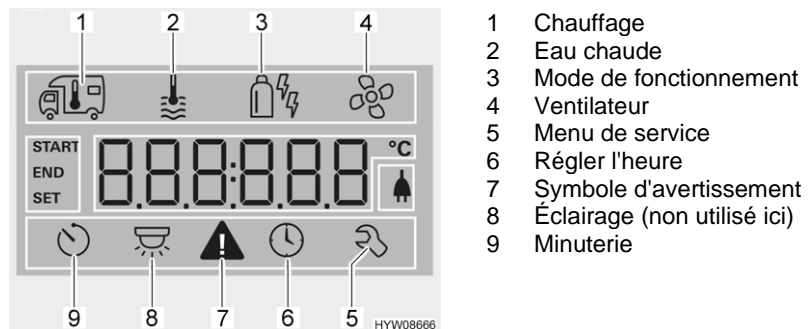 1 2 3 4
START
END
SET
888:888
°C
9 8 7 6 5
HYW08666
1 Chauffage
2 Eau chaude
3 Mode de fonctionnement
4 Ventilateur
5 Menu de service
6 Régler l'heure
7 Symbole d'avertissement
8 Éclairage (non utilisé ici)
9 Minuterie